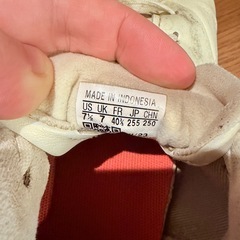 MADE IN INDONESIA
US UK FR JP CHN
7½ 7 40⅔ 255 250